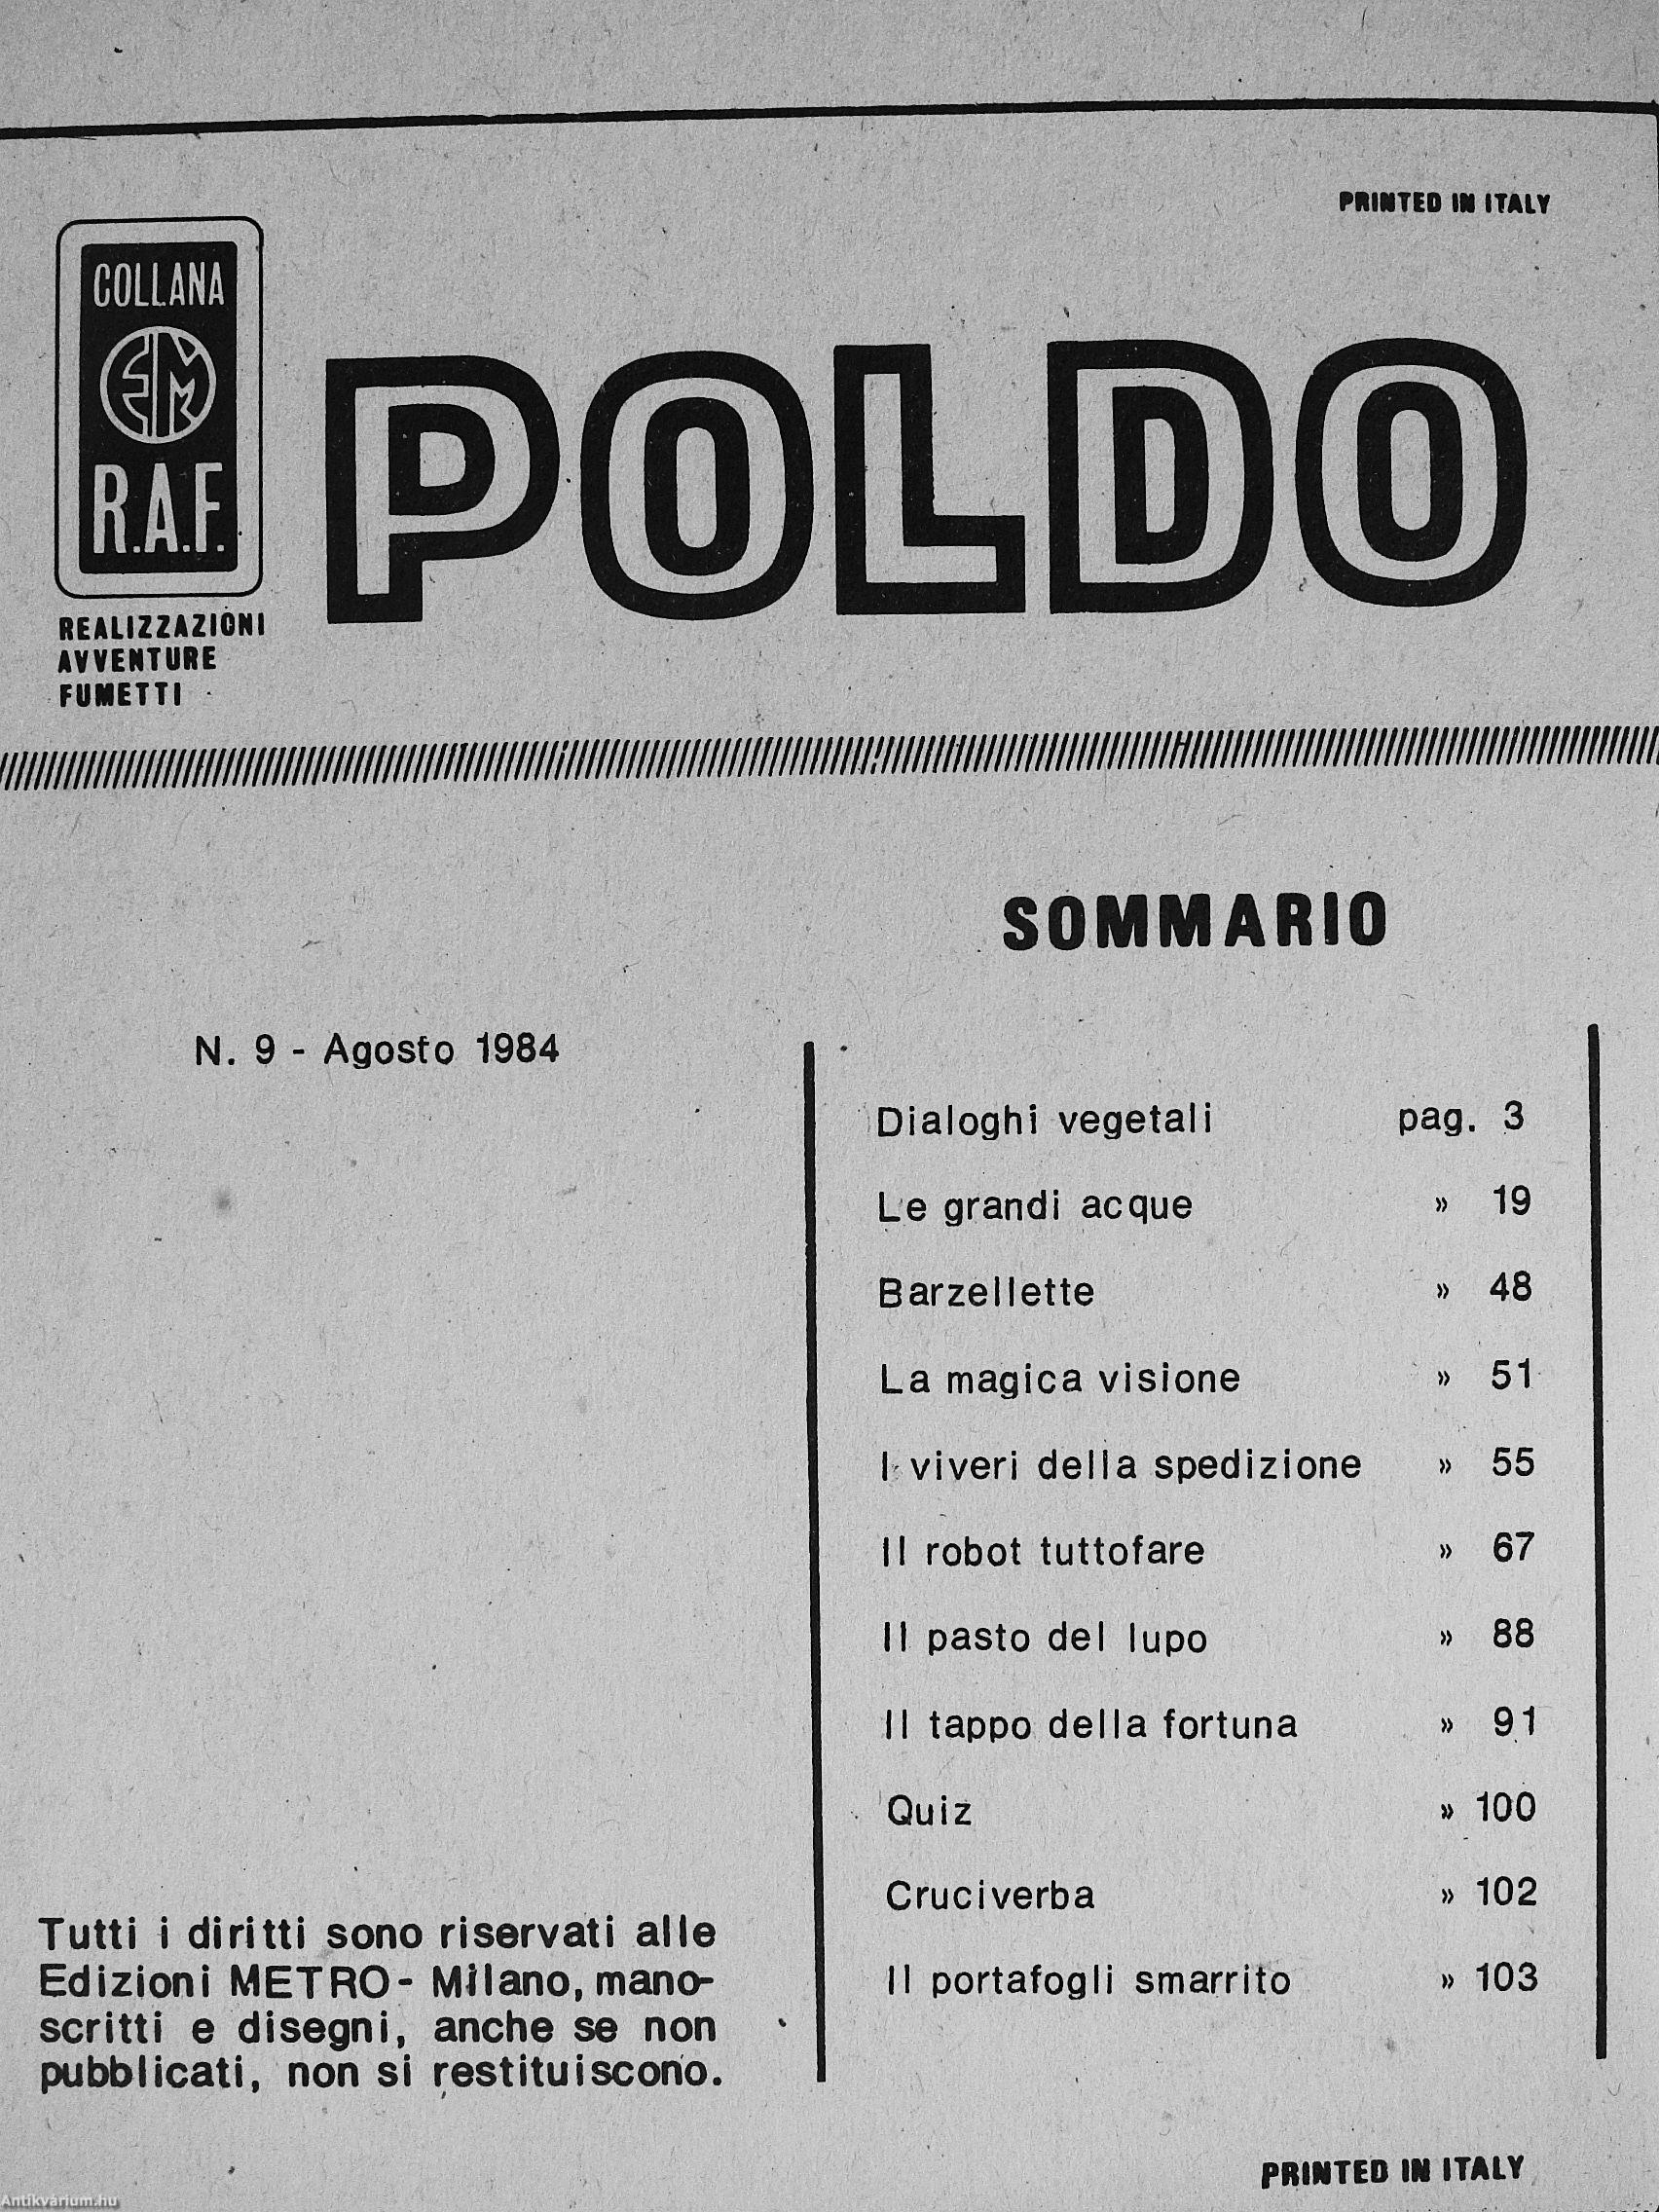 PRINTED IN ITALY
COLLANA
EM
R.A.F.
REALIZZAZIONI
AVVENTURE
FUMETTI
POLDO
N. 9 - Agosto 1984
SOMMARIO
Dialoghi vegetali pag. 3
Le grandi acque » 19
Barzellette » 48
La magica visione » 51
I viveri della spedizione » 55
Il robot tuttofare » 67
Il pasto del lupo » 88
Il tappo della fortuna » 91
Quiz » 100
Cruciverba » 102
Il portafogli smarrito » 103
Tutti i diritti sono riservati alle
Edizioni METRO - Milano, mano-
scritti e disegni, anche se non
pubblicati, non si restituiscono.
PRINTED IN ITALY
Antikvárium.hu